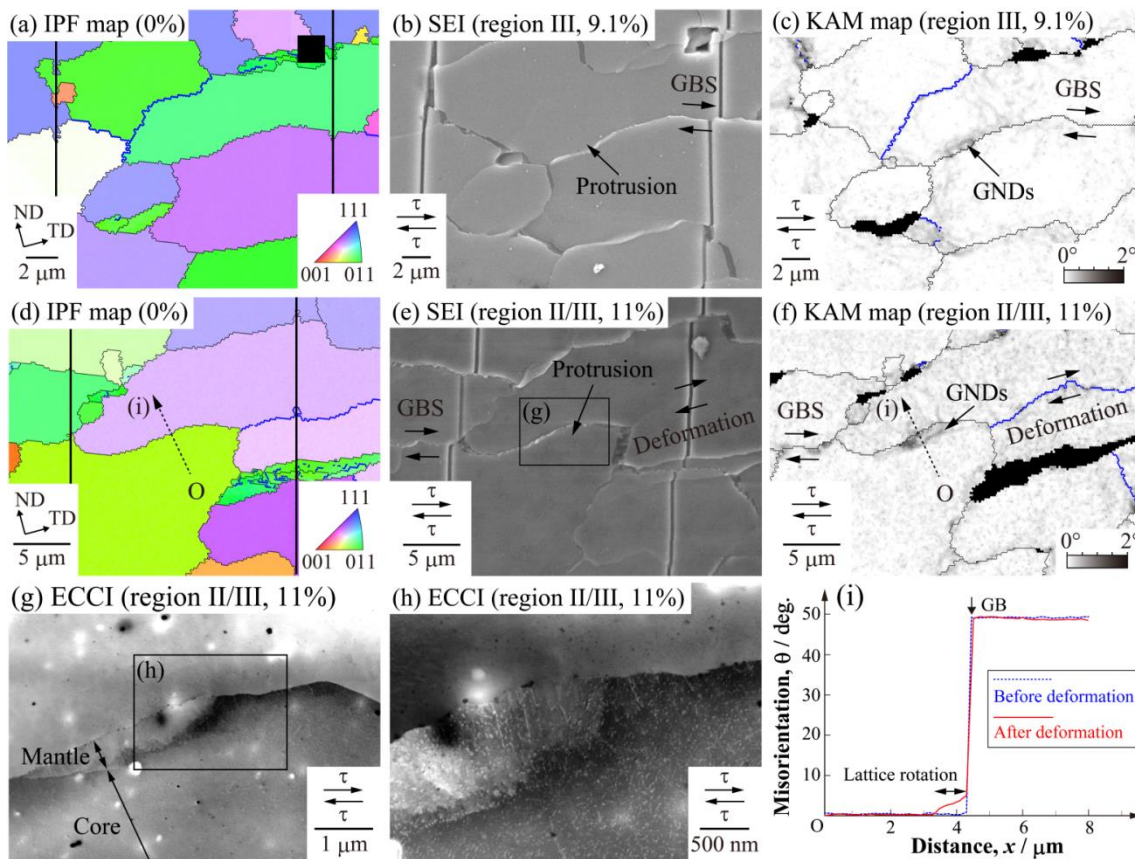 (a) IPF map (0%)
ND
TD
2 μm
111
001 011
(b) SEI (region III, 9.1%)
GBS
Protrusion
τ
τ
2 μm
(c) KAM map (region III, 9.1%)
GBS
GNDs
τ
τ
2 μm
0° 2°
(d) IPF map (0%)
(i)
O
ND
TD
5 μm
111
001 011
(e) SEI (region II/III, 11%)
Protrusion
GBS
(g)
Deformation
τ
τ
5 μm
(f) KAM map (region II/III, 11%)
(i)
GNDs
GBS
Deformation
O
τ
τ
5 μm
0° 2°
(g) ECCI (region II/III, 11%)
(h)
Mantle
Core
τ
τ
1 μm
(h) ECCI (region II/III, 11%)
τ
τ
500 nm
(i)
GB
Misorientation, θ / deg.
50
40
30
20
10
Before deformation
After deformation
Lattice rotation
O 2 4 6 8
Distance, x / μm